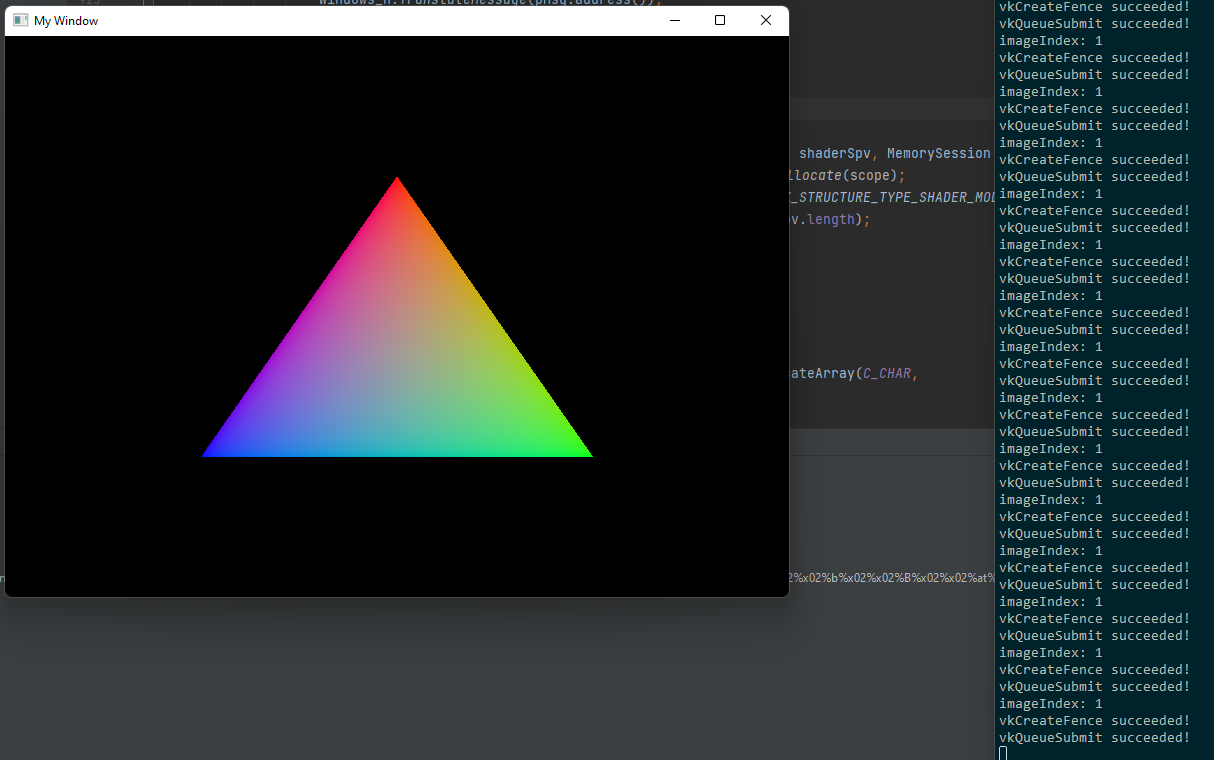 My Window
Windows_h.TranslateMessage(pMsg.address());
shaderSpv, MemorySession
llocate(scope);
_STRUCTURE_TYPE_SHADER_MOD
v.length);
ateArray(C_CHAR,
2%x02%b%x02%x02%B%x02%x02%at%
vkCreateFence succeeded!
vkQueueSubmit succeeded!
imageIndex: 1
vkCreateFence succeeded!
vkQueueSubmit succeeded!
imageIndex: 1
vkCreateFence succeeded!
vkQueueSubmit succeeded!
imageIndex: 1
vkCreateFence succeeded!
vkQueueSubmit succeeded!
imageIndex: 1
vkCreateFence succeeded!
vkQueueSubmit succeeded!
imageIndex: 1
vkCreateFence succeeded!
vkQueueSubmit succeeded!
imageIndex: 1
vkCreateFence succeeded!
vkQueueSubmit succeeded!
imageIndex: 1
vkCreateFence succeeded!
vkQueueSubmit succeeded!
imageIndex: 1
vkCreateFence succeeded!
vkQueueSubmit succeeded!
imageIndex: 1
vkCreateFence succeeded!
vkQueueSubmit succeeded!
imageIndex: 1
vkCreateFence succeeded!
vkQueueSubmit succeeded!
imageIndex: 1
vkCreateFence succeeded!
vkQueueSubmit succeeded!
imageIndex: 1
vkCreateFence succeeded!
vkQueueSubmit succeeded!
imageIndex: 1
vkCreateFence succeeded!
vkQueueSubmit succeeded!
imageIndex: 1
vkCreateFence succeeded!
vkQueueSubmit succeeded!